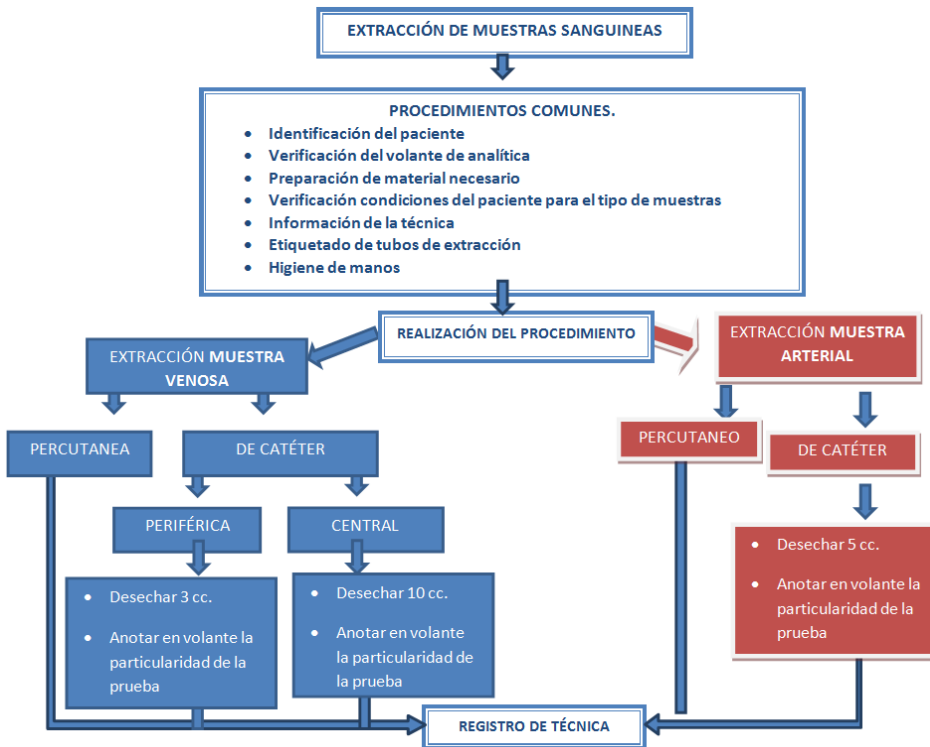 EXTRACCIÓN DE MUESTRAS SANGUINEAS
PROCEDIMIENTOS COMUNES.
• Identificación del paciente
• Verificación del volante de analítica
• Preparación de material necesario
• Verificación condiciones del paciente para el tipo de muestras
• Información de la técnica
• Etiquetado de tubos de extracción
• Higiene de manos
REALIZACIÓN DEL PROCEDIMIENTO
EXTRACCIÓN MUESTRA
VENOSA
EXTRACCIÓN MUESTRA
ARTERIAL
PERCUTANEA
DE CATÉTER
PERCUTANEO
DE CATÉTER
PERIFÉRICA
CENTRAL
• Desechar 3 cc.
• Anotar en volante la
particularidad de la
prueba
• Desechar 10 cc.
• Anotar en volante
la particularidad de
la prueba
• Desechar 5 cc.
• Anotar en volante la
particularidad de la
prueba
REGISTRO DE TÉCNICA